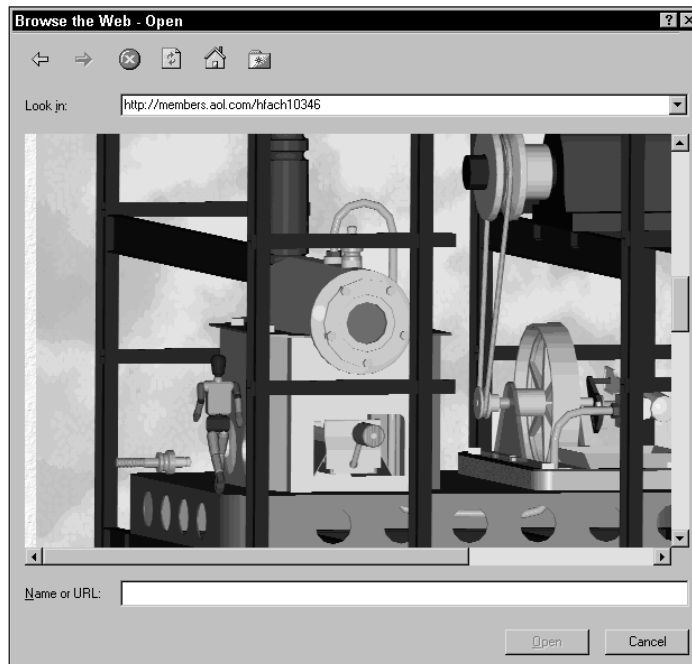 Browse the Web - Open
Look in: http://members.aol.com/hfach10346
Name or URL:
Open Cancel